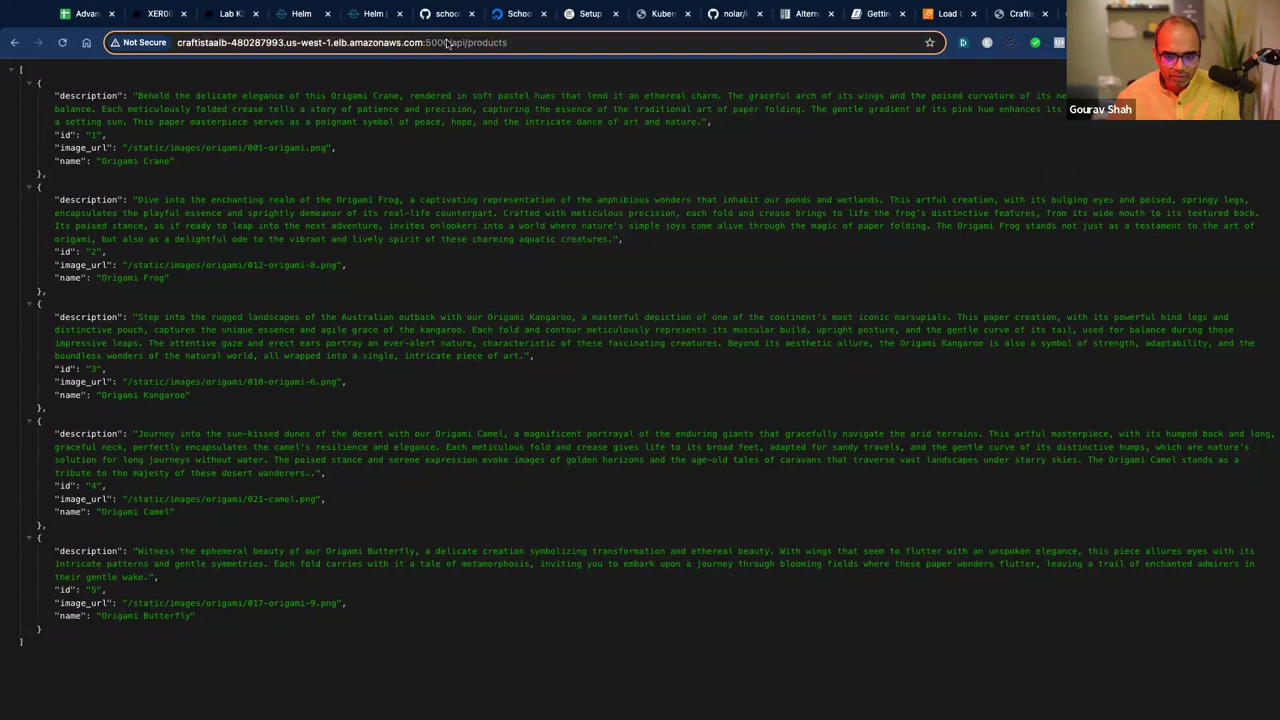 Advan
XER00
Lab K3
Helm
Helm
schoo
Schoo
Setup
Kuber
nolar/
Altern
Gettin
Load b
Craftis
Not Secure craftistaalb-480287993.us-west-1.elb.amazonaws.com:5000/api/products
Gourav Shah
[
{
"description": "Behold the delicate elegance of this Origami Crane, rendered in soft pastel hues that lend it an ethereal charm. The graceful arch of its wings and the poised curvature of its ne
balance. Each meticulously folded crease tells a story of patience and precision, capturing the essence of the traditional art of paper folding. The gentle gradient of its pink hue enhances its
a setting sun. This paper masterpiece serves as a poignant symbol of peace, hope, and the intricate dance of art and nature.",
"id": "1",
"image_url": "/static/images/origami/001-origami.png",
"name": "Origami Crane"
},
{
"description": "Dive into the enchanting realm of the Origami Frog, a captivating representation of the amphibious wonders that inhabit our ponds and wetlands. This artful creation, with its bulging eyes and poised, springy legs,
encapsulates the playful essence and sprightly demeanor of its real-life counterpart. Crafted with meticulous precision, each fold and crease brings to life the frog's distinctive features, from its wide mouth to its textured back.
Its poised stance, as if ready to leap into the next adventure, invites onlookers into a world where nature's simple joys come alive through the magic of paper folding. The Origami Frog stands not just as a testament to the art of
origami, but also as a delightful ode to the vibrant and lively spirit of these charming aquatic creatures.",
"id": "2",
"image_url": "/static/images/origami/012-origami-8.png",
"name": "Origami Frog"
},
{
"description": "Step into the rugged landscapes of the Australian outback with our Origami Kangaroo, a masterful depiction of one of the continent's most iconic marsupials. This paper creation, with its powerful hind legs and
distinctive pouch, captures the unique essence and agile grace of the kangaroo. Each fold and contour meticulously represents its muscular build, upright posture, and the gentle curve of its tail, used for balance during those
impressive leaps. The attentive gaze and erect ears portray an ever-alert nature, characteristic of these fascinating creatures. Beyond its aesthetic allure, the Origami Kangaroo is also a symbol of strength, adaptability, and the
boundless wonders of the natural world, all wrapped into a single, intricate piece of art.",
"id": "3",
"image_url": "/static/images/origami/010-origami-6.png",
"name": "Origami Kangaroo"
},
{
"description": "Journey into the sun-kissed dunes of the desert with our Origami Camel, a magnificent portrayal of the enduring giants that gracefully navigate the arid terrains. This artful masterpiece, with its humped back and long,
graceful neck, perfectly encapsulates the camel's resilience and elegance. Each meticulous fold and crease gives life to its broad feet, adapted for sandy travels, and the gentle curve of its distinctive humps, which are nature's
solution for long journeys without water. The poised stance and serene expression evoke images of golden horizons and the age-old tales of caravans that traverse vast landscapes under starry skies. The Origami Camel stands as a
tribute to the majesty of these desert wanderers..",
"id": "4",
"image_url": "/static/images/origami/021-camel.png",
"name": "Origami Camel"
},
{
"description": "Witness the ephemeral beauty of our Origami Butterfly, a delicate creation symbolizing transformation and ethereal beauty. With wings that seem to flutter with an unspoken elegance, this piece allures eyes with its
intricate patterns and gentle symmetries. Each fold carries with it a tale of metamorphosis, inviting you to embark upon a journey through blooming fields where these paper wonders flutter, leaving a trail of enchanted admirers in
their gentle wake.",
"id": "5",
"image_url": "/static/images/origami/017-origami-9.png",
"name": "Origami Butterfly"
}
]